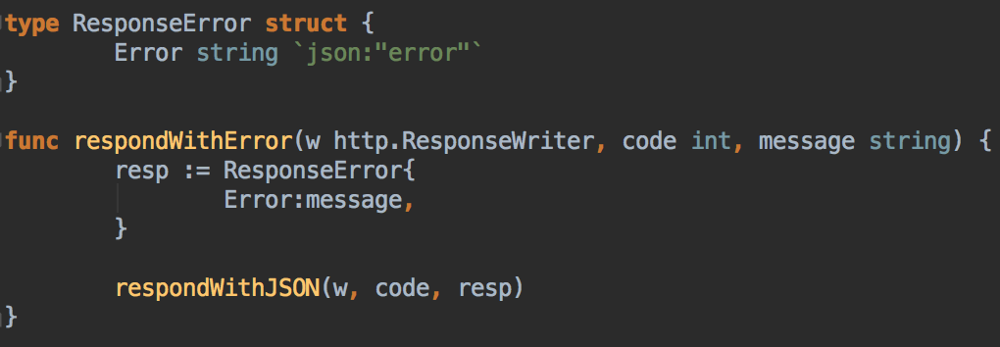 type ResponseError struct {
        Error string `json:"error"`
}

func respondWithError(w http.ResponseWriter, code int, message string) {
        resp := ResponseError{
                Error:message,
        }

        respondWithJSON(w, code, resp)
}